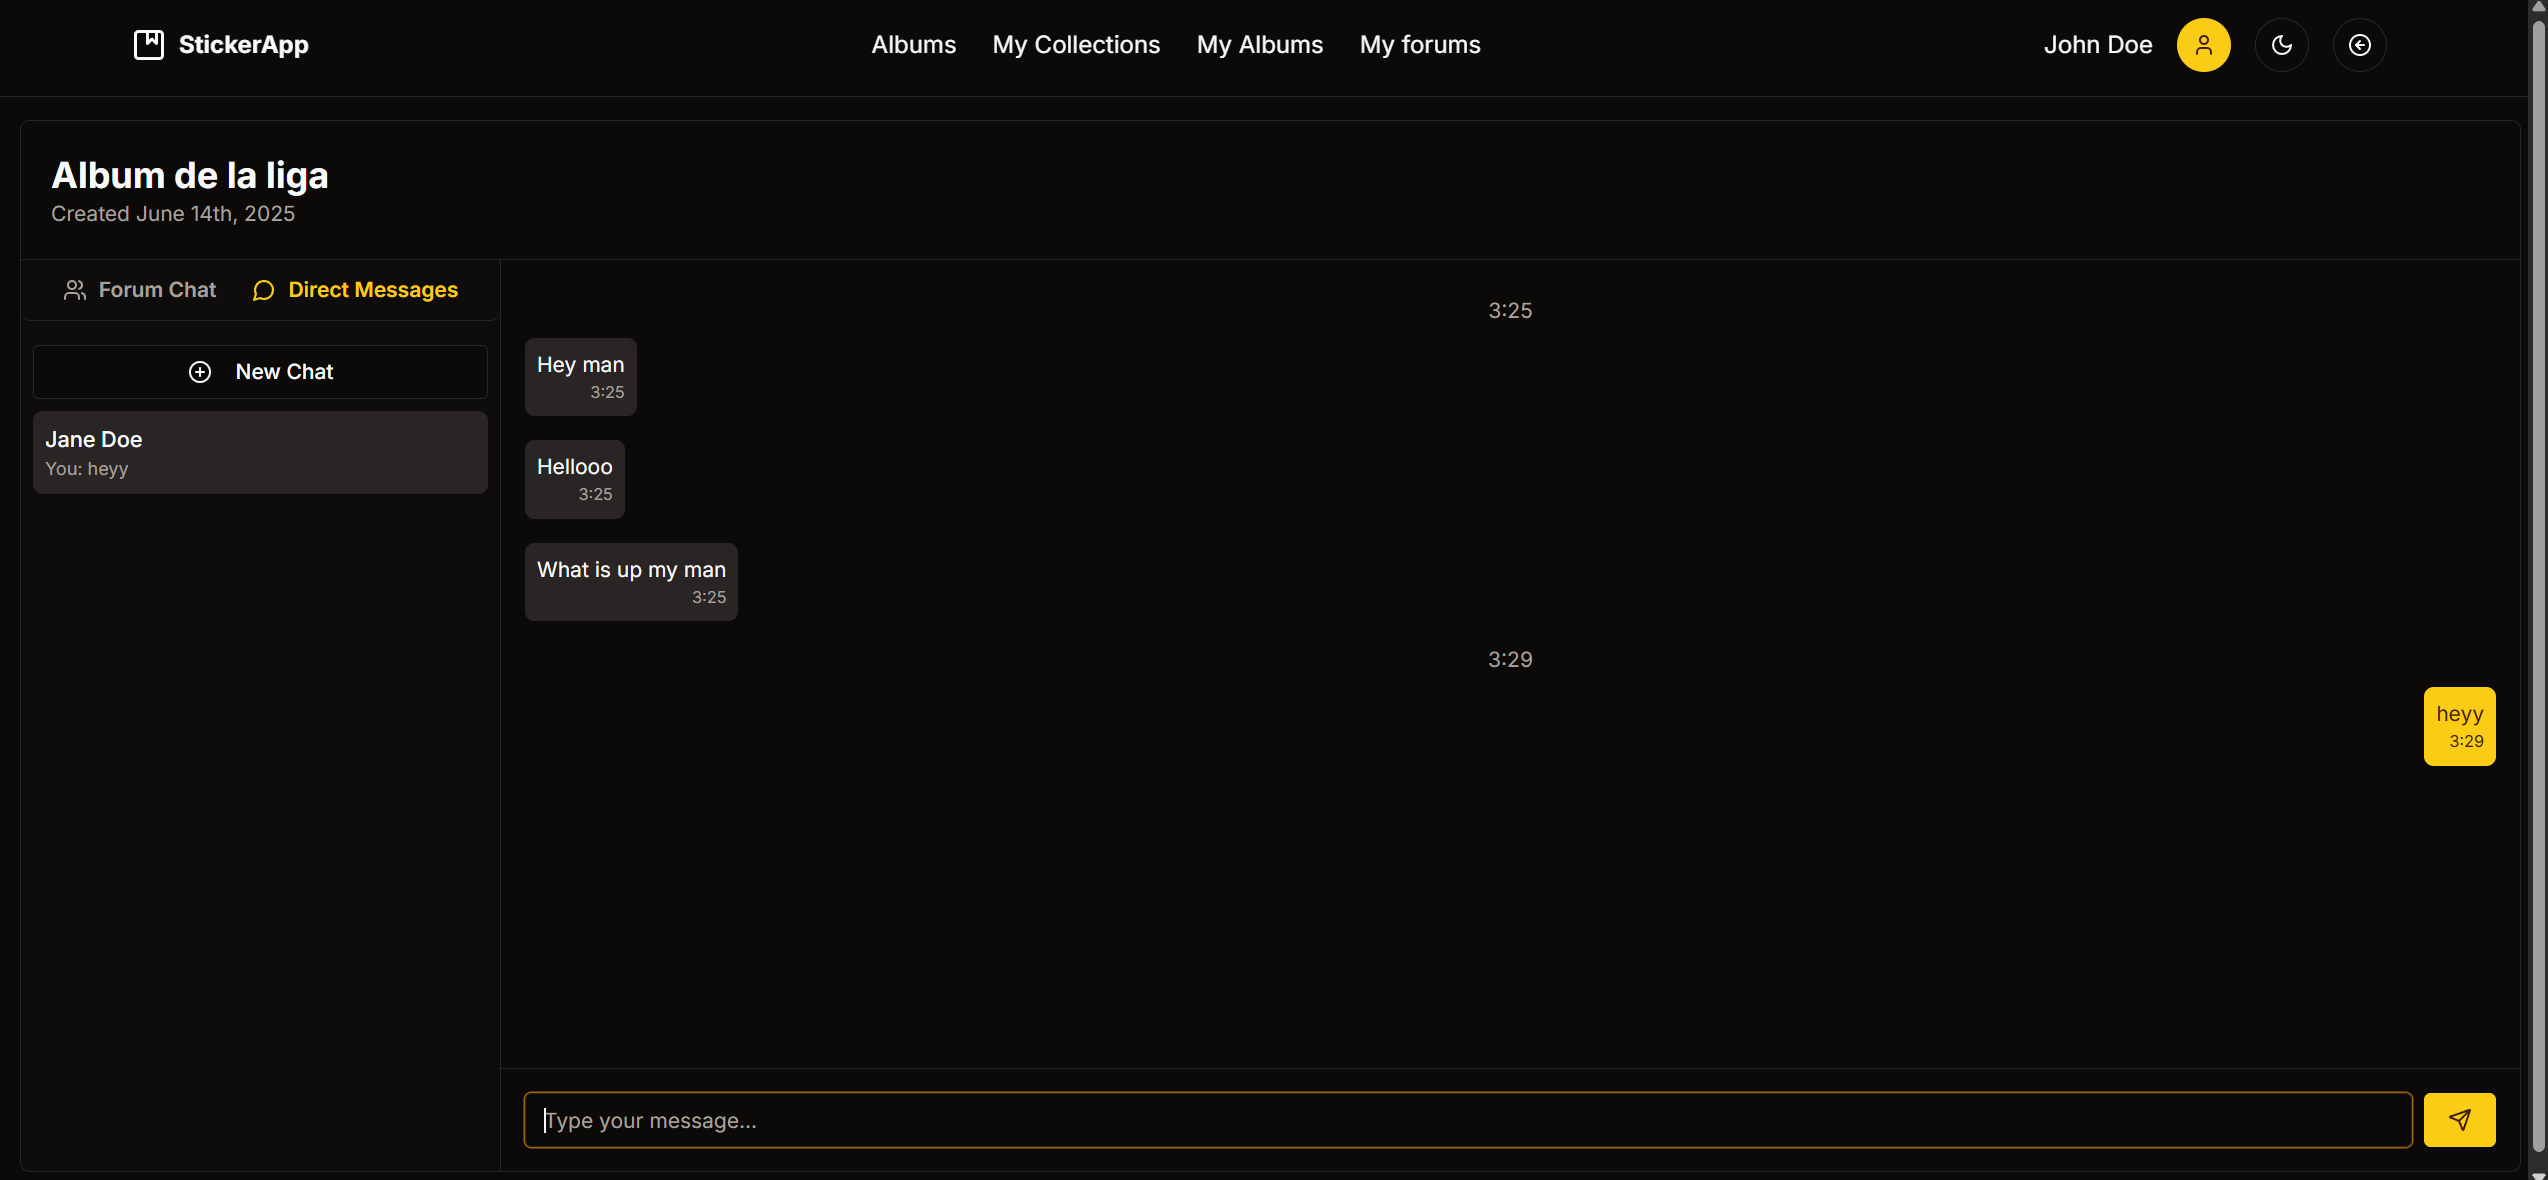 StickerApp
Albums My Collections My Albums My forums
John Doe
Album de la liga
Created June 14th, 2025
Forum Chat Direct Messages
New Chat
Jane Doe
You: heyy
3:25
Hey man
3:25
Hellooo
3:25
What is up my man
3:25
3:29
heyy
3:29
Type your message...